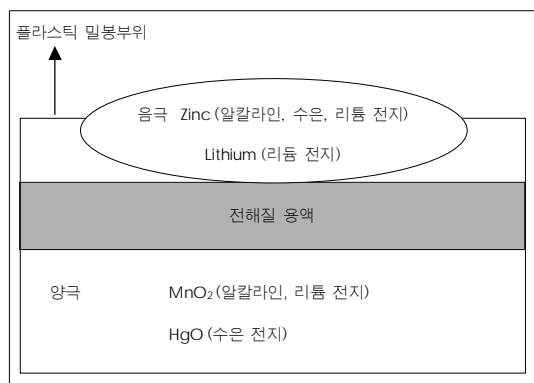 플라스틱 밀봉부위
음극 Zinc (알칼라인, 수은, 리튬 전지)
Lithium (리듐 전지)
전해질 용액
양극 MnO₂ (알칼라인, 리튬 전지)
HgO (수은 전지)